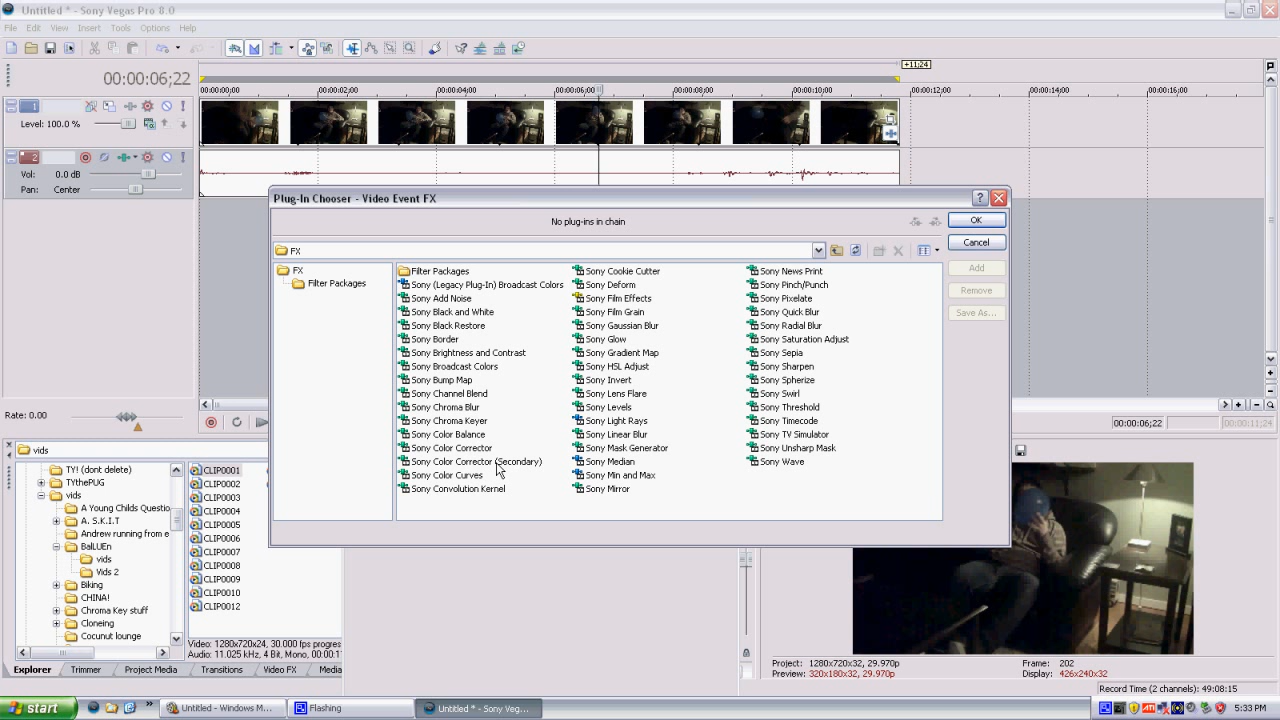 Untitled * - Sony Vegas Pro 8.0
File Edit View Insert Tools Options Help
+11;24
00:00:06;22
00:00:00;00 00:00:02;00 00:00:04;00 00:00:06;00 00:00:08;00 00:00:10;00 00:00:12;00 00:00:14;00 00:00:16;00
1
Level: 100.0 %
2
Vol: 0.0 dB
Pan: Center
Plug-In Chooser - Video Event FX
No plug-ins in chain
OK
FX
Cancel
Add
Remove
Save As...
FX
Filter Packages
Filter Packages
Sony (Legacy Plug-In) Broadcast Colors
Sony Add Noise
Sony Black and White
Sony Black Restore
Sony Border
Sony Brightness and Contrast
Sony Broadcast Colors
Sony Bump Map
Sony Channel Blend
Sony Chroma Blur
Sony Chroma Keyer
Sony Color Balance
Sony Color Corrector
Sony Color Corrector (Secondary)
Sony Color Curves
Sony Convolution Kernel
Sony Cookie Cutter
Sony Deform
Sony Film Effects
Sony Film Grain
Sony Gaussian Blur
Sony Glow
Sony Gradient Map
Sony HSL Adjust
Sony Invert
Sony Lens Flare
Sony Levels
Sony Light Rays
Sony Linear Blur
Sony Mask Generator
Sony Median
Sony Min and Max
Sony Mirror
Sony News Print
Sony Pinch/Punch
Sony Pixelate
Sony Quick Blur
Sony Radial Blur
Sony Saturation Adjust
Sony Sepia
Sony Sharpen
Sony Spherize
Sony Swirl
Sony Threshold
Sony Timecode
Sony TV Simulator
Sony Unsharp Mask
Sony Wave
Rate: 0.00
00:00:06;22
00:00:11;24
vids
TY! (dont delete)
TYthePUG
vids
A Young Childs Questio
A. S.K.I.T
Andrew running from e
BalLUEn
vids
Vids 2
Biking
CHINA!
Chroma Key stuff
Cloneing
Cocunut lounge
CLIP0001
CLIP0002
CLIP0003
CLIP0004
CLIP0005
CLIP0006
CLIP0007
CLIP0008
CLIP0009
CLIP0010
CLIP0012
Video: 1280x720x24, 30.000 fps progres
Audio: 11.025 kHz, 4 Bit, Mono, 00:00:1
Explorer Trimmer Project Media Transitions Video FX Media
Project: 1280x720x32, 29.970p
Preview: 320x180x32, 29.970p
Frame: 202
Display: 426x240x32
Record Time (2 channels): 49:08:15
start
Untitled - Windows M...
Flashing
Untitled * - Sony Veg...
5:33 PM